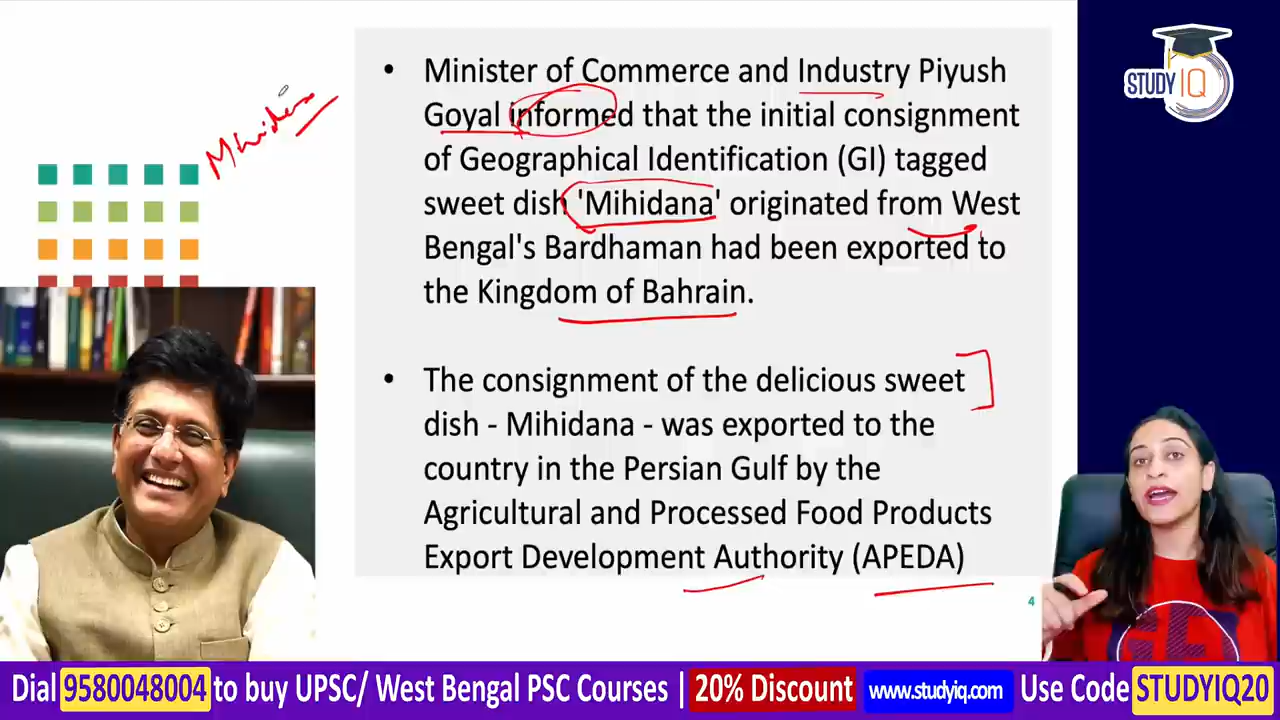 • Minister of Commerce and Industry Piyush
Goyal informed that the initial consignment
of Geographical Identification (GI) tagged
sweet dish 'Mihidana' originated from West
Bengal's Bardhaman had been exported to
the Kingdom of Bahrain.
• The consignment of the delicious sweet
dish - Mihidana - was exported to the
country in the Persian Gulf by the
Agricultural and Processed Food Products
Export Development Authority (APEDA)
4
STUDY IQ
Dial 9580048004 to buy UPSC/ West Bengal PSC Courses | 20% Discount www.studyiq.com Use Code STUDYIQ20